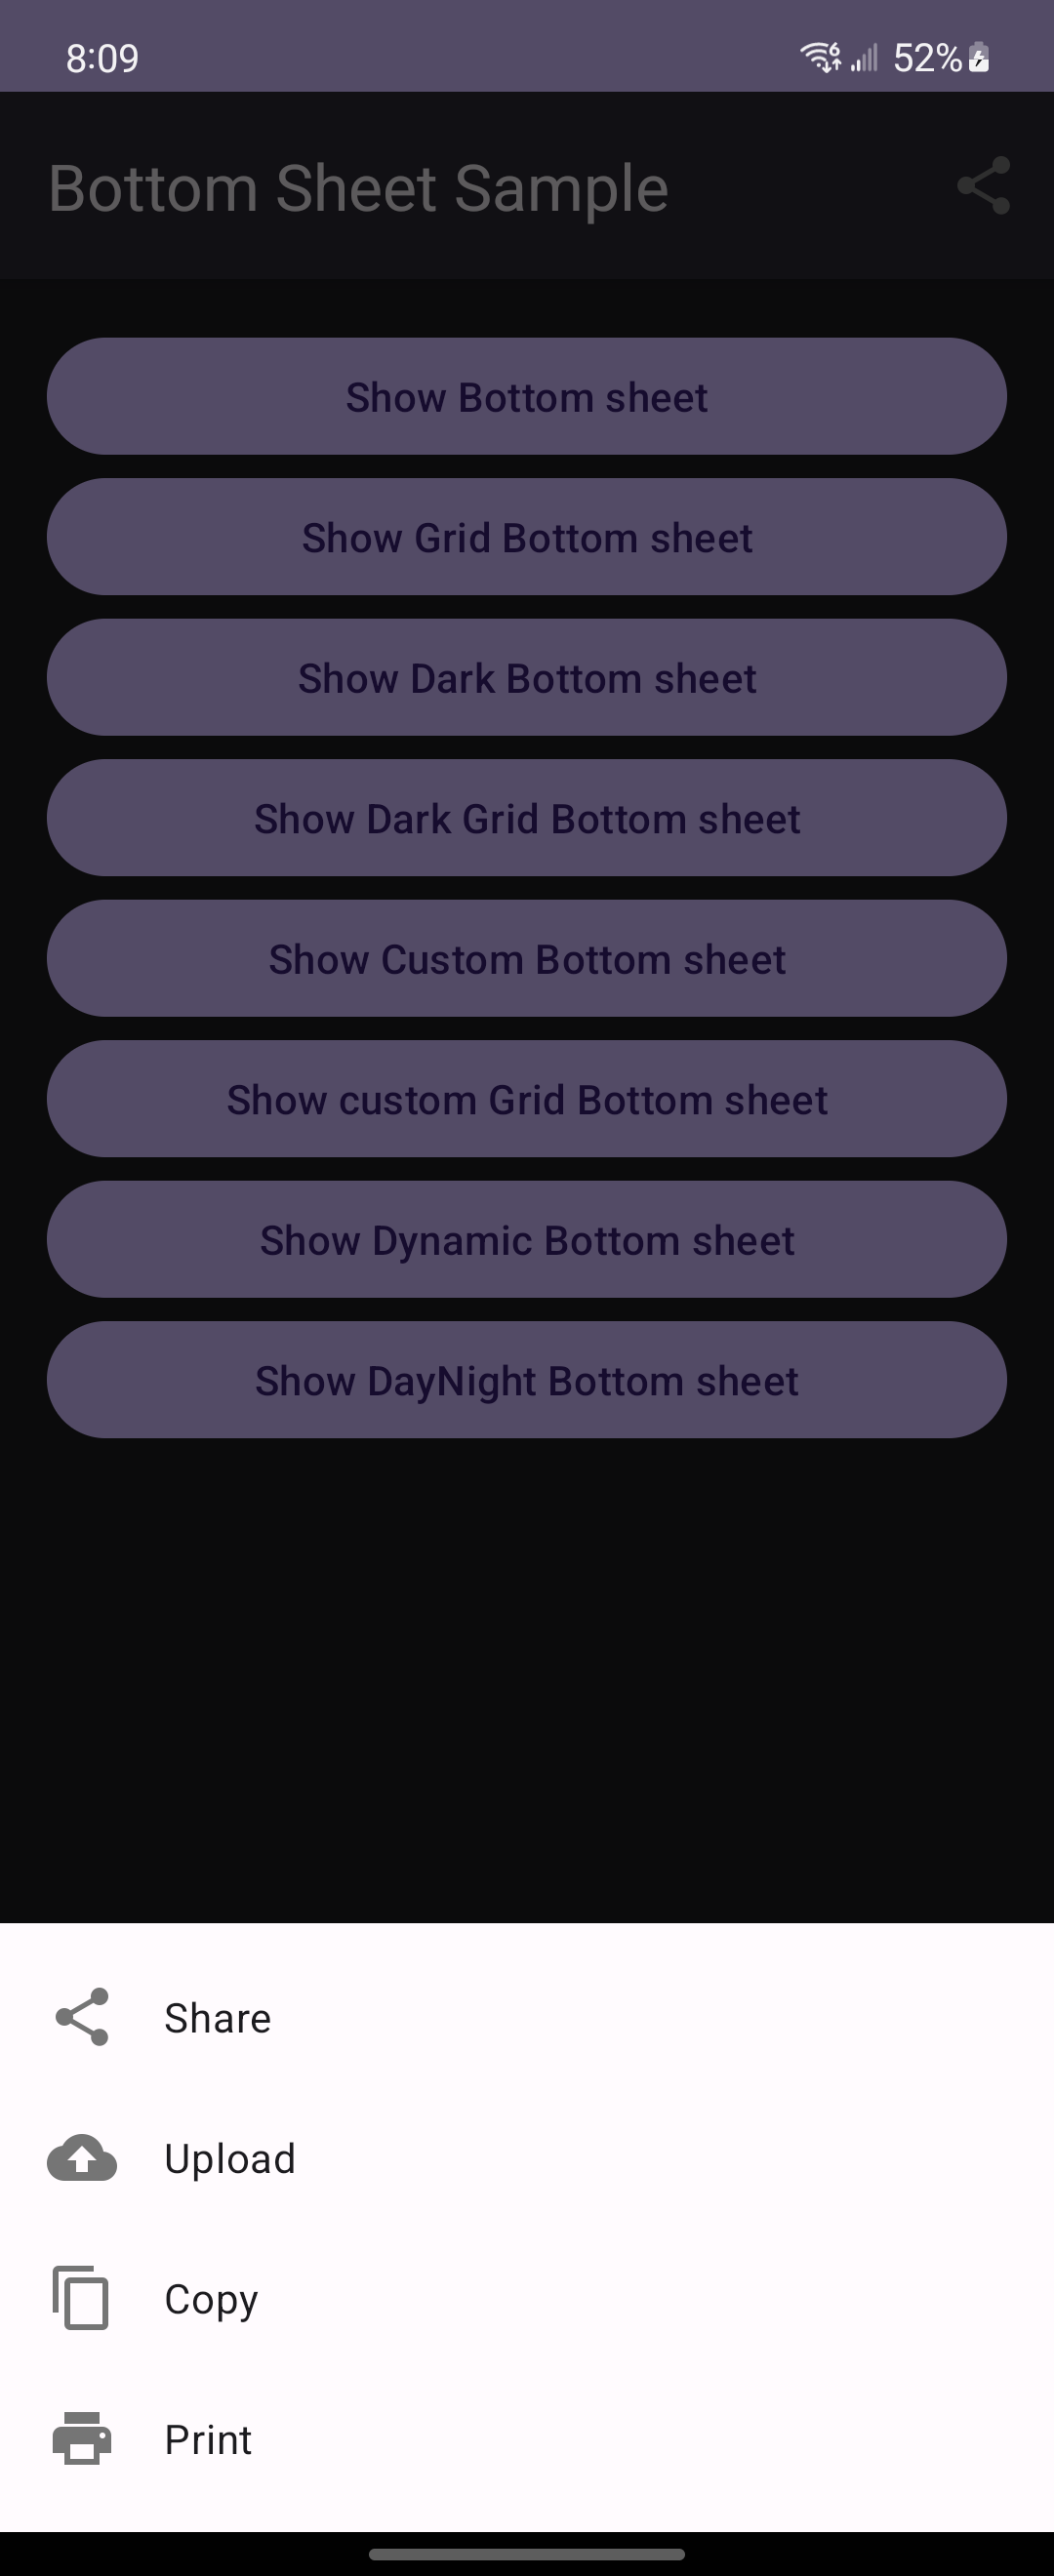 8:09
6 52%
Bottom Sheet Sample
Show Bottom sheet
Show Grid Bottom sheet
Show Dark Bottom sheet
Show Dark Grid Bottom sheet
Show Custom Bottom sheet
Show custom Grid Bottom sheet
Show Dynamic Bottom sheet
Show DayNight Bottom sheet
Share
Upload
Copy
Print